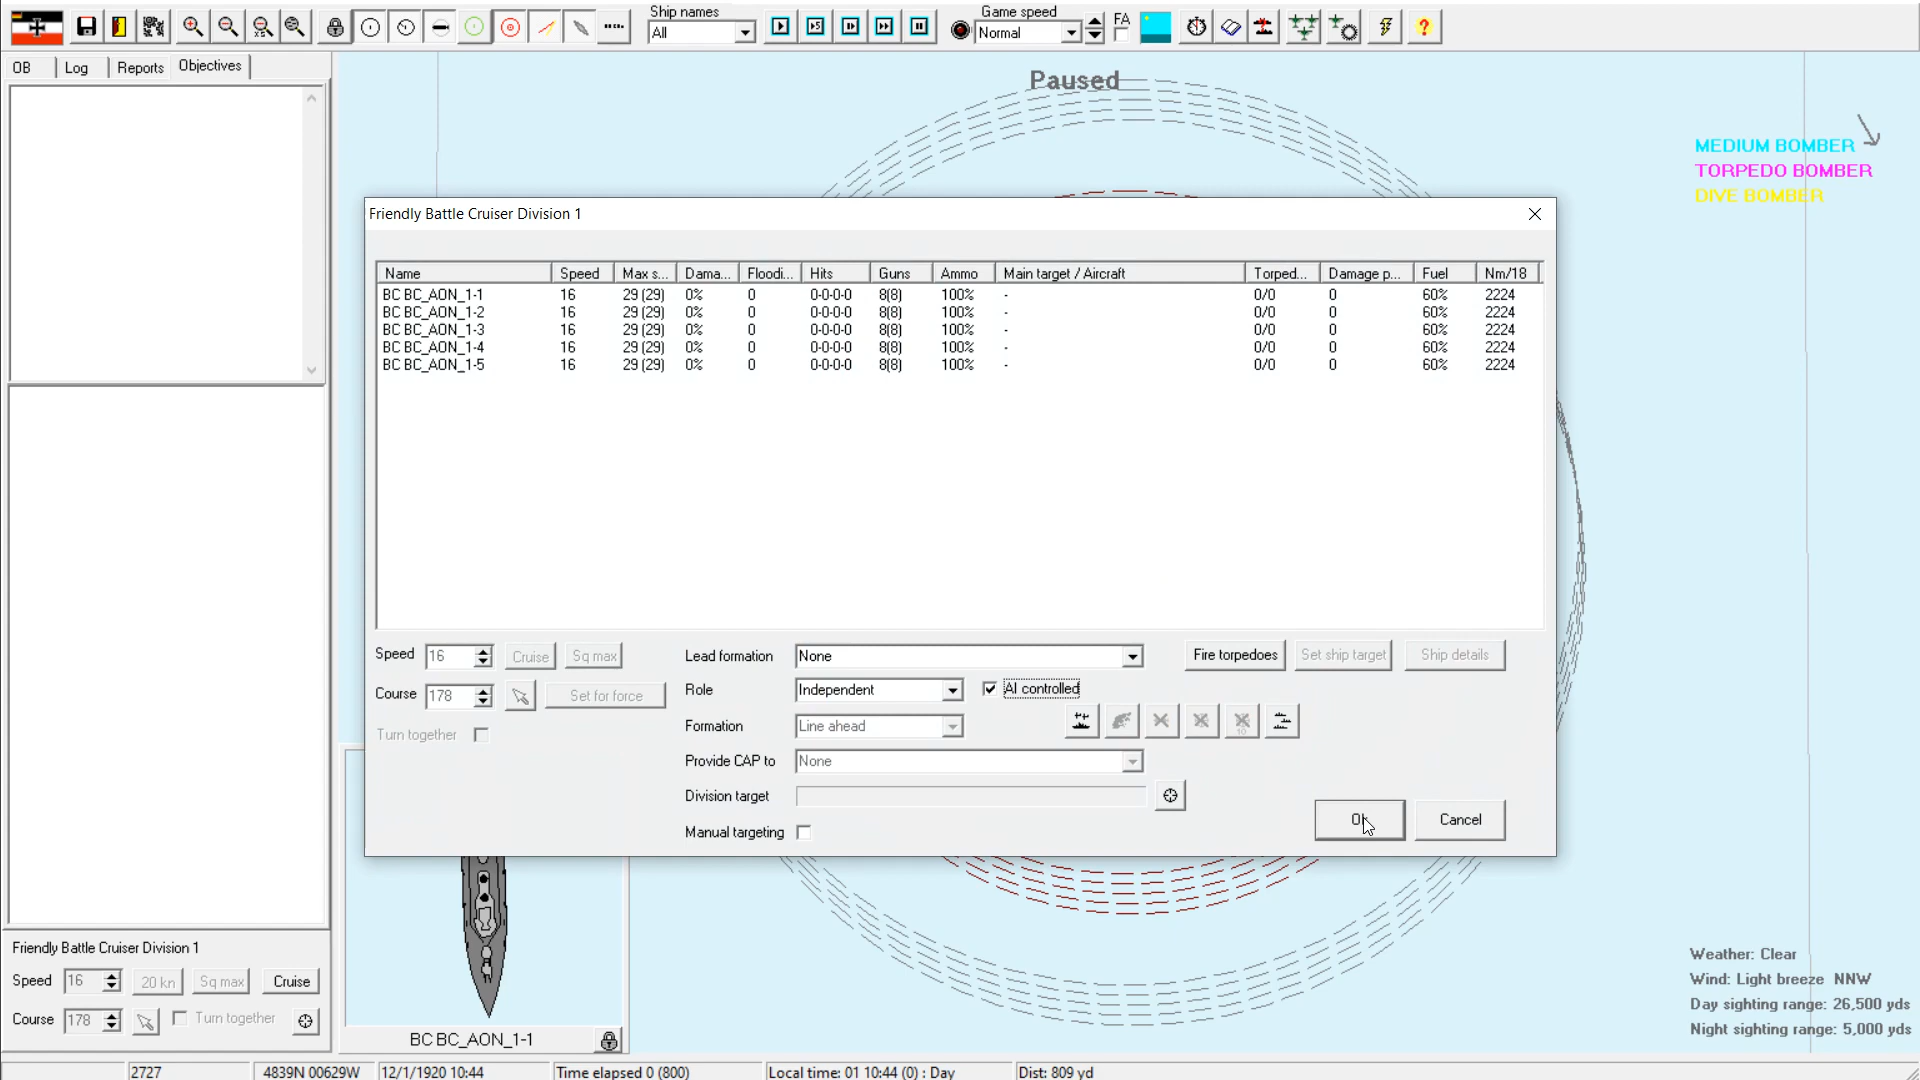 Ship names
All
Game speed
Normal
FA
OB
Log
Reports
Objectives
Paused
MEDIUM BOMBER
TORPEDO BOMBER
DIVE BOMBER
Friendly Battle Cruiser Division 1
Name Speed Max s... Dama... Floodi... Hits Guns Ammo Main target / Aircraft Torped... Damage p... Fuel Nm/18
BC BC_AON_1-1 16 29 (29) 0% 0 0-0-0-0 8(8) 100% - 0/0 0 60% 2224
BC BC_AON_1-2 16 29 (29) 0% 0 0-0-0-0 8(8) 100% - 0/0 0 60% 2224
BC BC_AON_1-3 16 29 (29) 0% 0 0-0-0-0 8(8) 100% - 0/0 0 60% 2224
BC BC_AON_1-4 16 29 (29) 0% 0 0-0-0-0 8(8) 100% - 0/0 0 60% 2224
BC BC_AON_1-5 16 29 (29) 0% 0 0-0-0-0 8(8) 100% - 0/0 0 60% 2224
Speed 16 Cruise Sq max
Course 178 Set for force
Turn together
Lead formation None
Role Independent AI controlled
Formation Line ahead
Provide CAP to None
Division target
Manual targeting
Fire torpedoes Set ship target Ship details
10
Ok Cancel
Friendly Battle Cruiser Division 1
Speed 16 20 kn Sq max Cruise
Course 178 Turn together
BC BC_AON_1-1
Weather: Clear
Wind: Light breeze NNW
Day sighting range: 26,500 yds
Night sighting range: 5,000 yds
2727 4839N 00629W 12/1/1920 10:44 Time elapsed 0 (800) Local time: 01 10:44 (0) : Day Dist: 809 yd